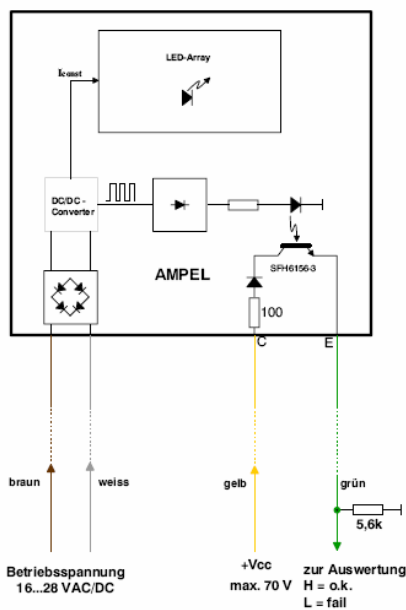 LED-Array
Iconst
DC/DC -
Converter
AMPEL
SFH6156-3
100
C
E
braun
weiss
gelb
grün
5,6k
Betriebsspannung
16...28 VAC/DC
+Vcc
max. 70 V
zur Auswertung
H = o.k.
L = fail